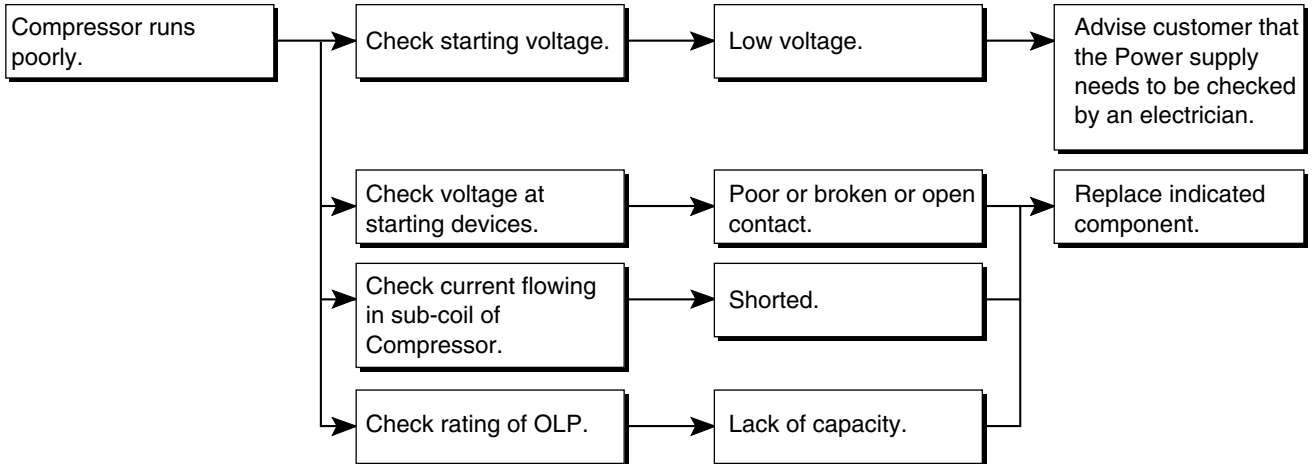 Compressor runs
poorly.
Check starting voltage.
Low voltage.
Advise customer that
the Power supply
needs to be checked
by an electrician.
Check voltage at
starting devices.
Poor or broken or open
contact.
Replace indicated
component.
Check current flowing
in sub-coil of
Compressor.
Shorted.
Check rating of OLP.
Lack of capacity.